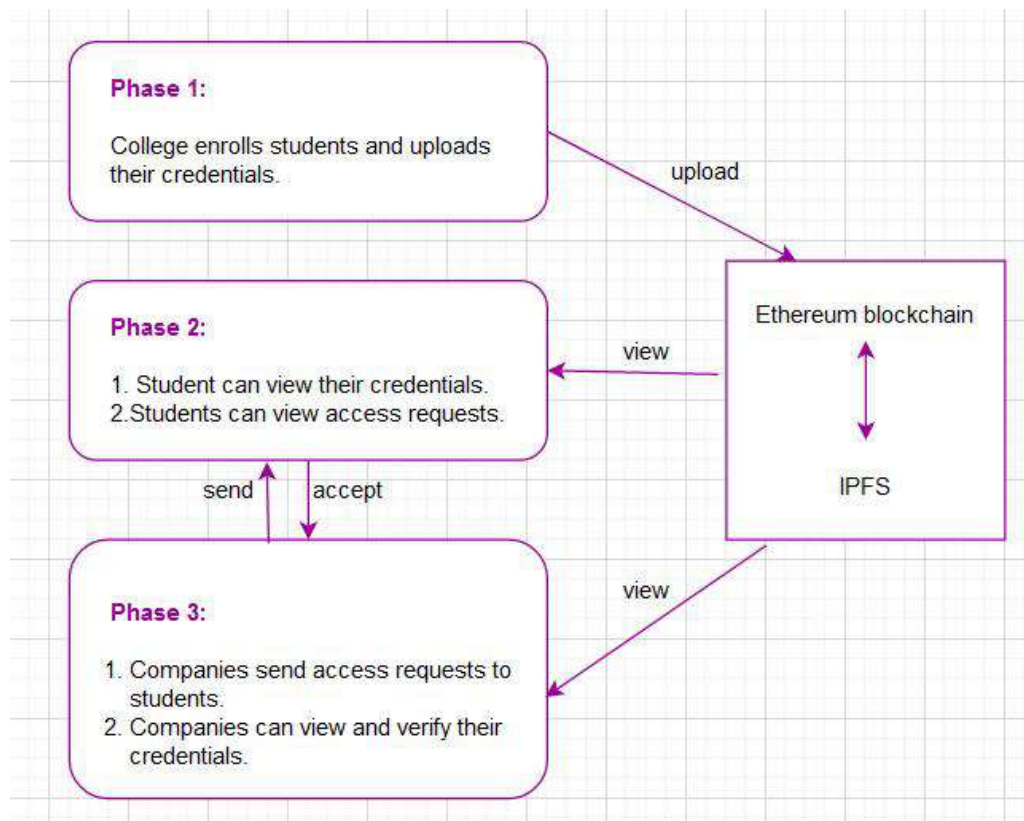 Phase 1:
College enrolls students and uploads
their credentials.
upload
Ethereum blockchain
IPFS
Phase 2:
1. Student can view their credentials.
2.Students can view access requests.
view
send
accept
Phase 3:
1. Companies send access requests to
students.
2. Companies can view and verify their
credentials.
view